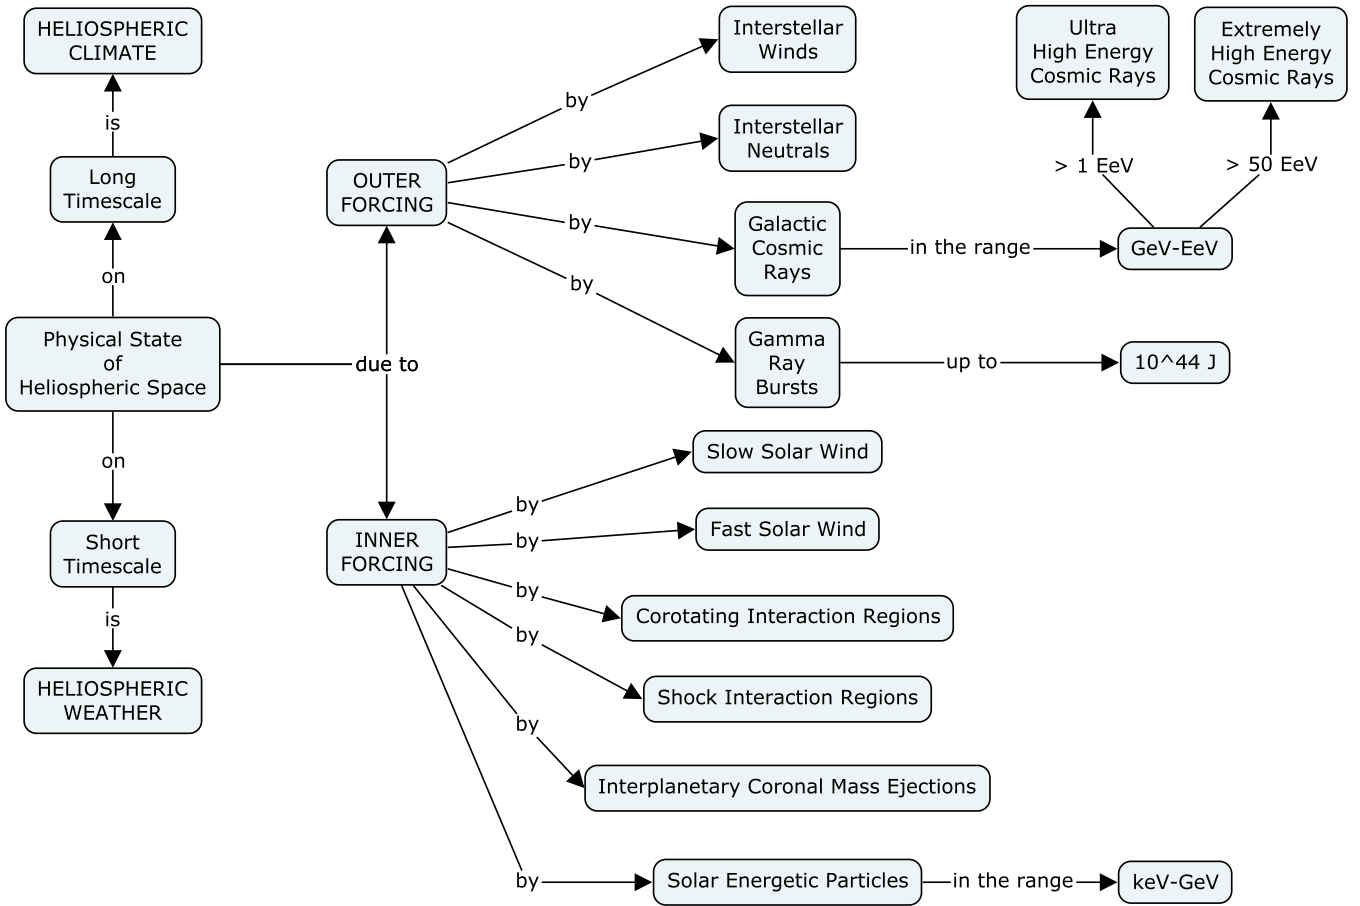 HELIOSPHERIC
CLIMATE
is
Long
Timescale
on
Physical State
of
Heliospheric Space
on
Short
Timescale
is
HELIOSPHERIC
WEATHER
due to
OUTER
FORCING
by
Interstellar
Winds
by
Interstellar
Neutrals
by
Galactic
Cosmic
Rays
in the range
GeV-EeV
> 1 EeV
Ultra
High Energy
Cosmic Rays
> 50 EeV
Extremely
High Energy
Cosmic Rays
by
Gamma
Ray
Bursts
up to
10^44 J
INNER
FORCING
by
Slow Solar Wind
by
Fast Solar Wind
by
Corotating Interaction Regions
by
Shock Interaction Regions
by
Interplanetary Coronal Mass Ejections
by
Solar Energetic Particles
in the range
keV-GeV